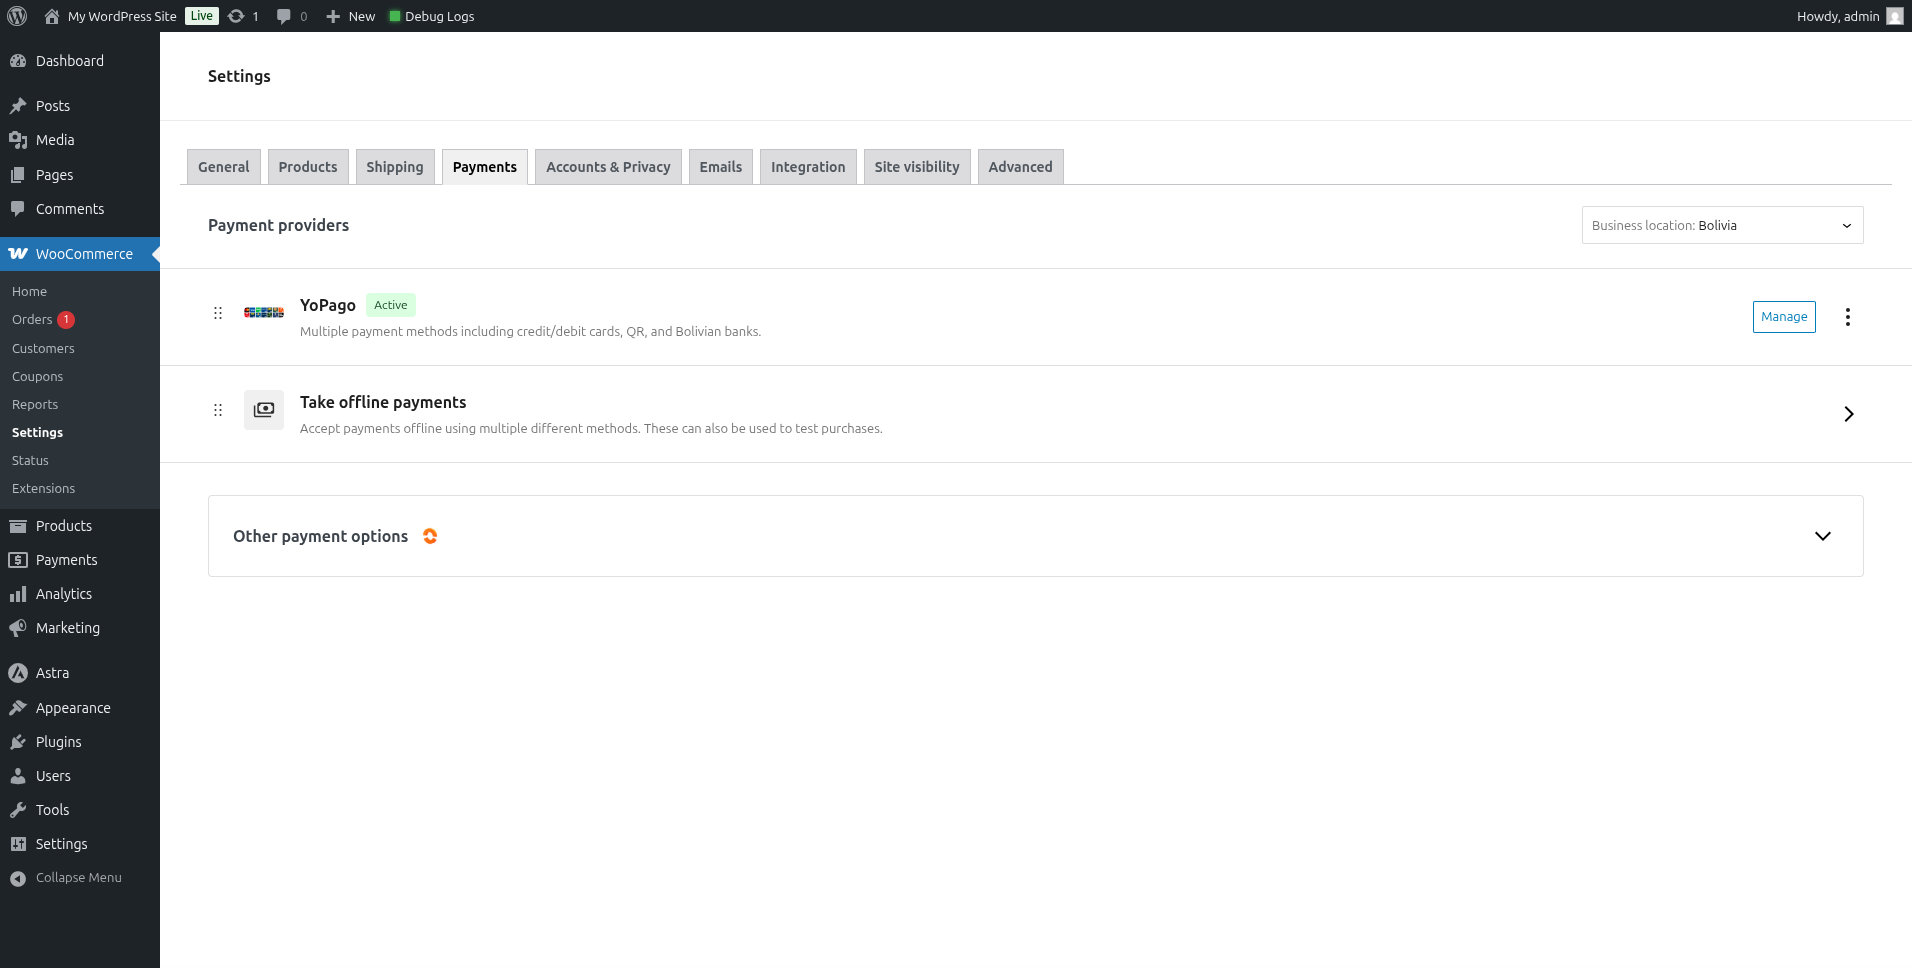 My WordPress Site Live 1 0 New Debug Logs Howdy, admin
Dashboard
Posts
Media
Pages
Comments
WooCommerce
Home
Orders 1
Customers
Coupons
Reports
Settings
Status
Extensions
Products
Payments
Analytics
Marketing
Astra
Appearance
Plugins
Users
Tools
Settings
Collapse Menu
Settings
General Products Shipping Payments Accounts & Privacy Emails Integration Site visibility Advanced
Payment providers
Business location: Bolivia
YoPago Active
Multiple payment methods including credit/debit cards, QR, and Bolivian banks.
Manage
Take offline payments
Accept payments offline using multiple different methods. These can also be used to test purchases.
Other payment options